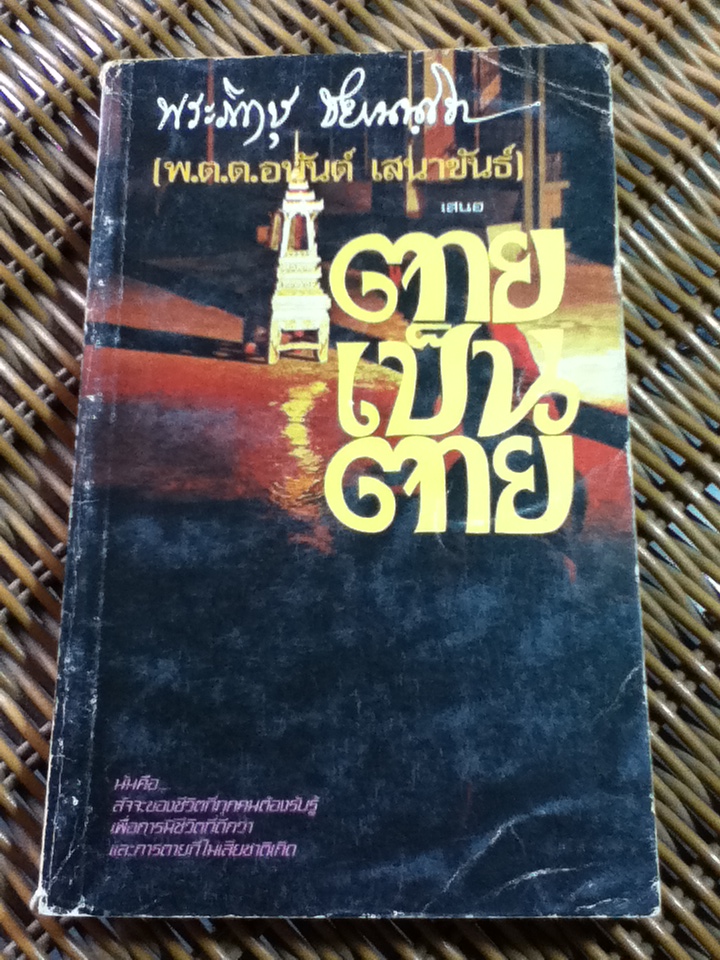 พระภิกขุ ชัยเนนฺโท
(พ.ต.ต.อนันต์ เสนาขันธ์)
เสนอ
ตาย
เป็น
ตาย
นั่นคือ...
สัจจะของชีวิตที่ทุกคนต้องรับรู้
เพื่อการมีชีวิตที่ดีกว่า
และการตายที่ไม่เสียชาติเกิด